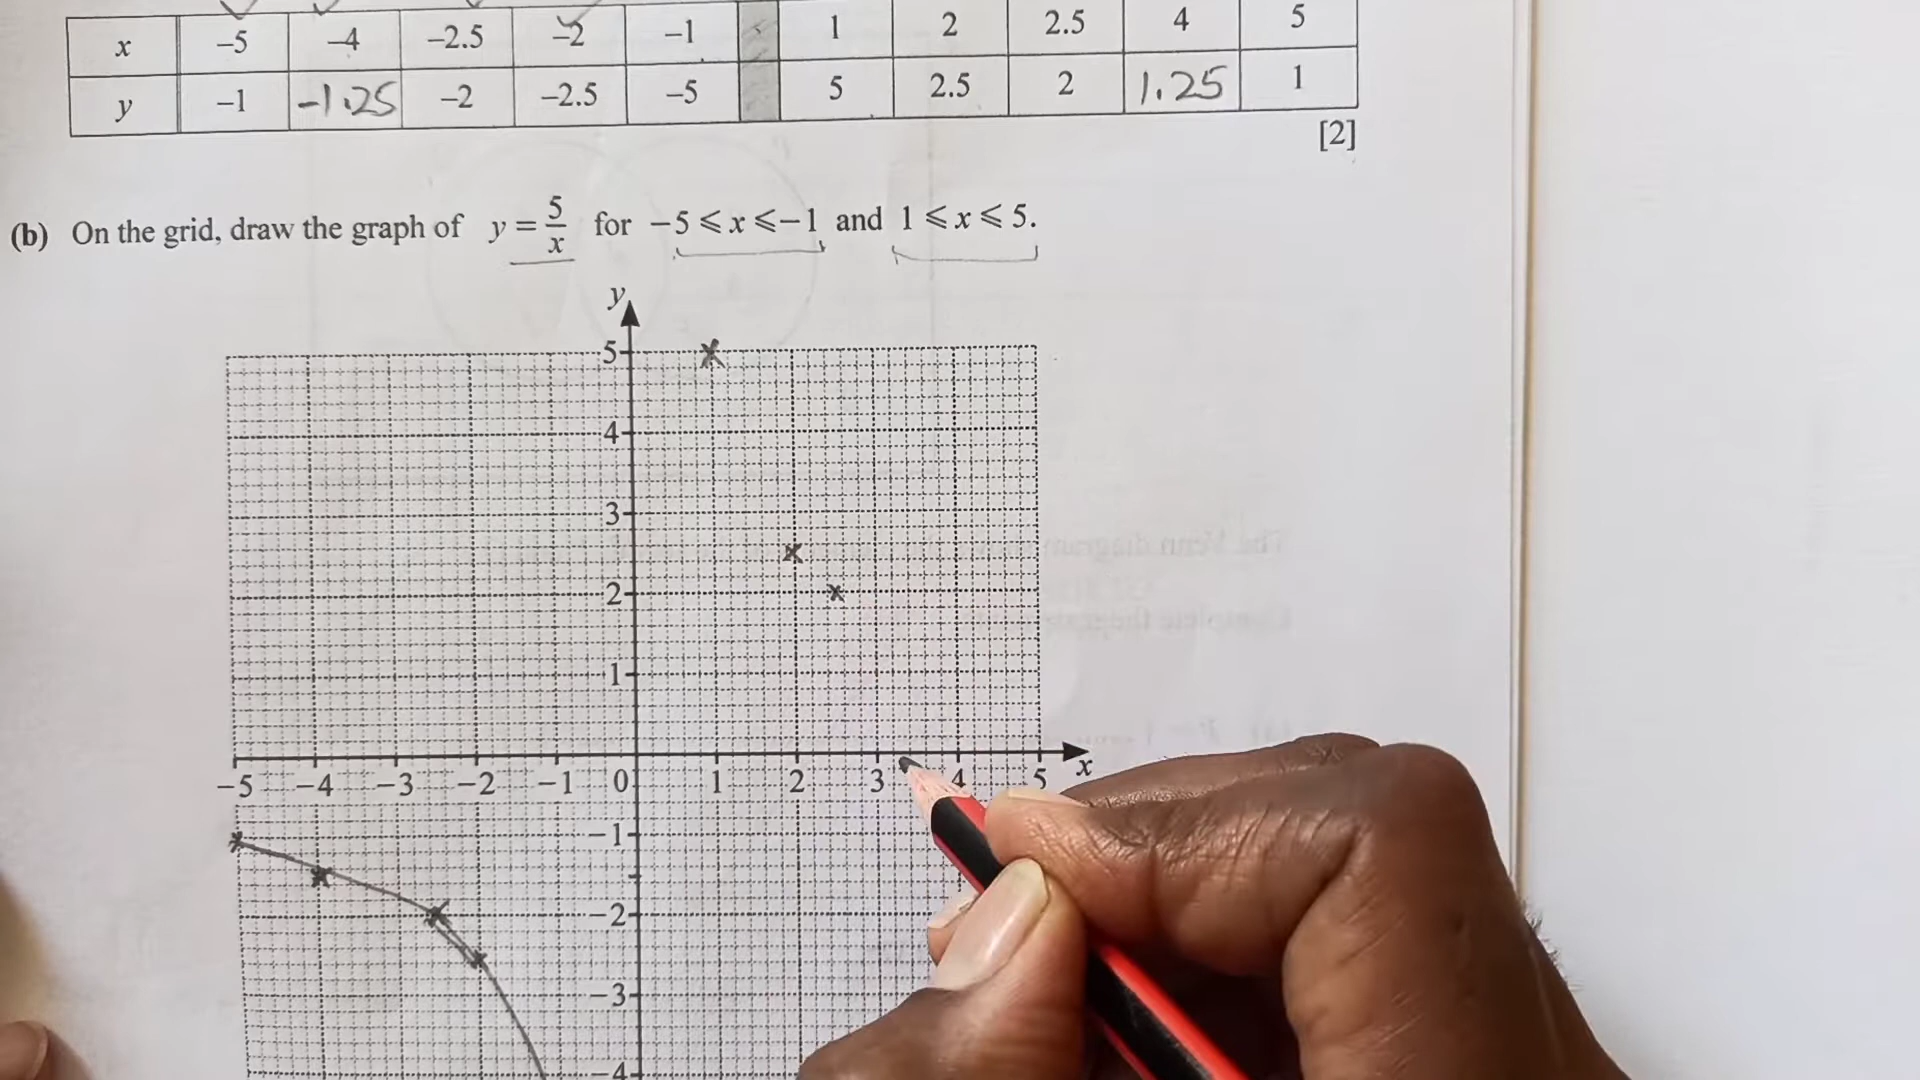 x −5 −4 −2.5 −2 −1 1 2 2.5 4 5
y −1 −1.25 −2 −2.5 −5 5 2.5 2 1.25 1
[2]
(b) On the grid, draw the graph of y = 5/x for −5 ⩽ x ⩽ −1 and 1 ⩽ x ⩽ 5.
y
5
4
3
2
1
−5 −4 −3 −2 −1 0 1 2 3 4 5 x
−1
−2
−3
−4